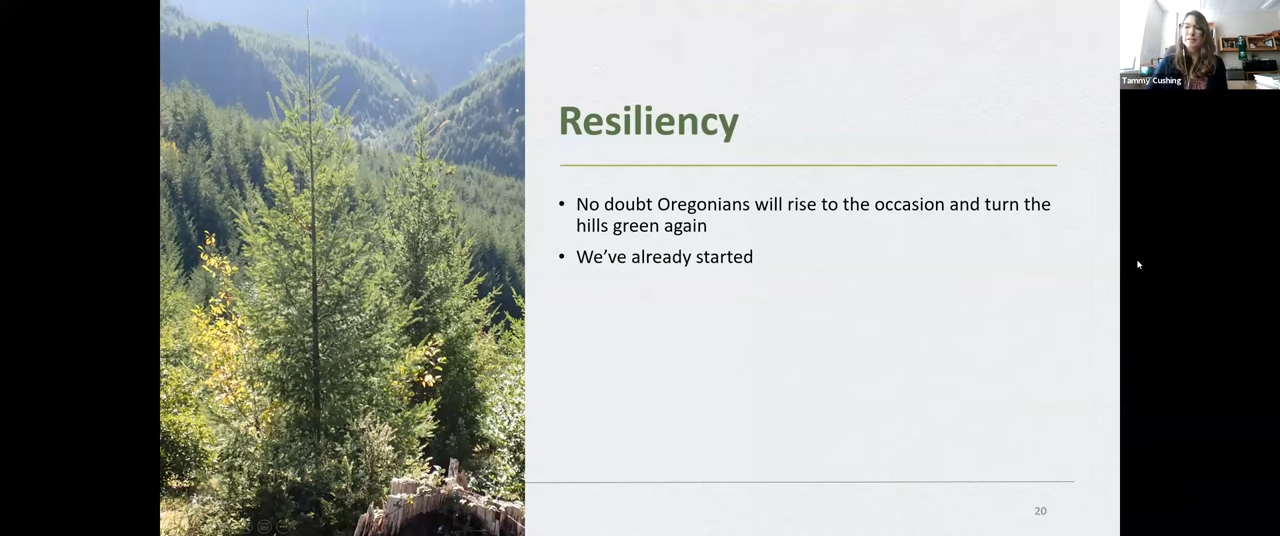 Tammy Cushing
Resiliency
• No doubt Oregonians will rise to the occasion and turn the
hills green again
• We’ve already started
20